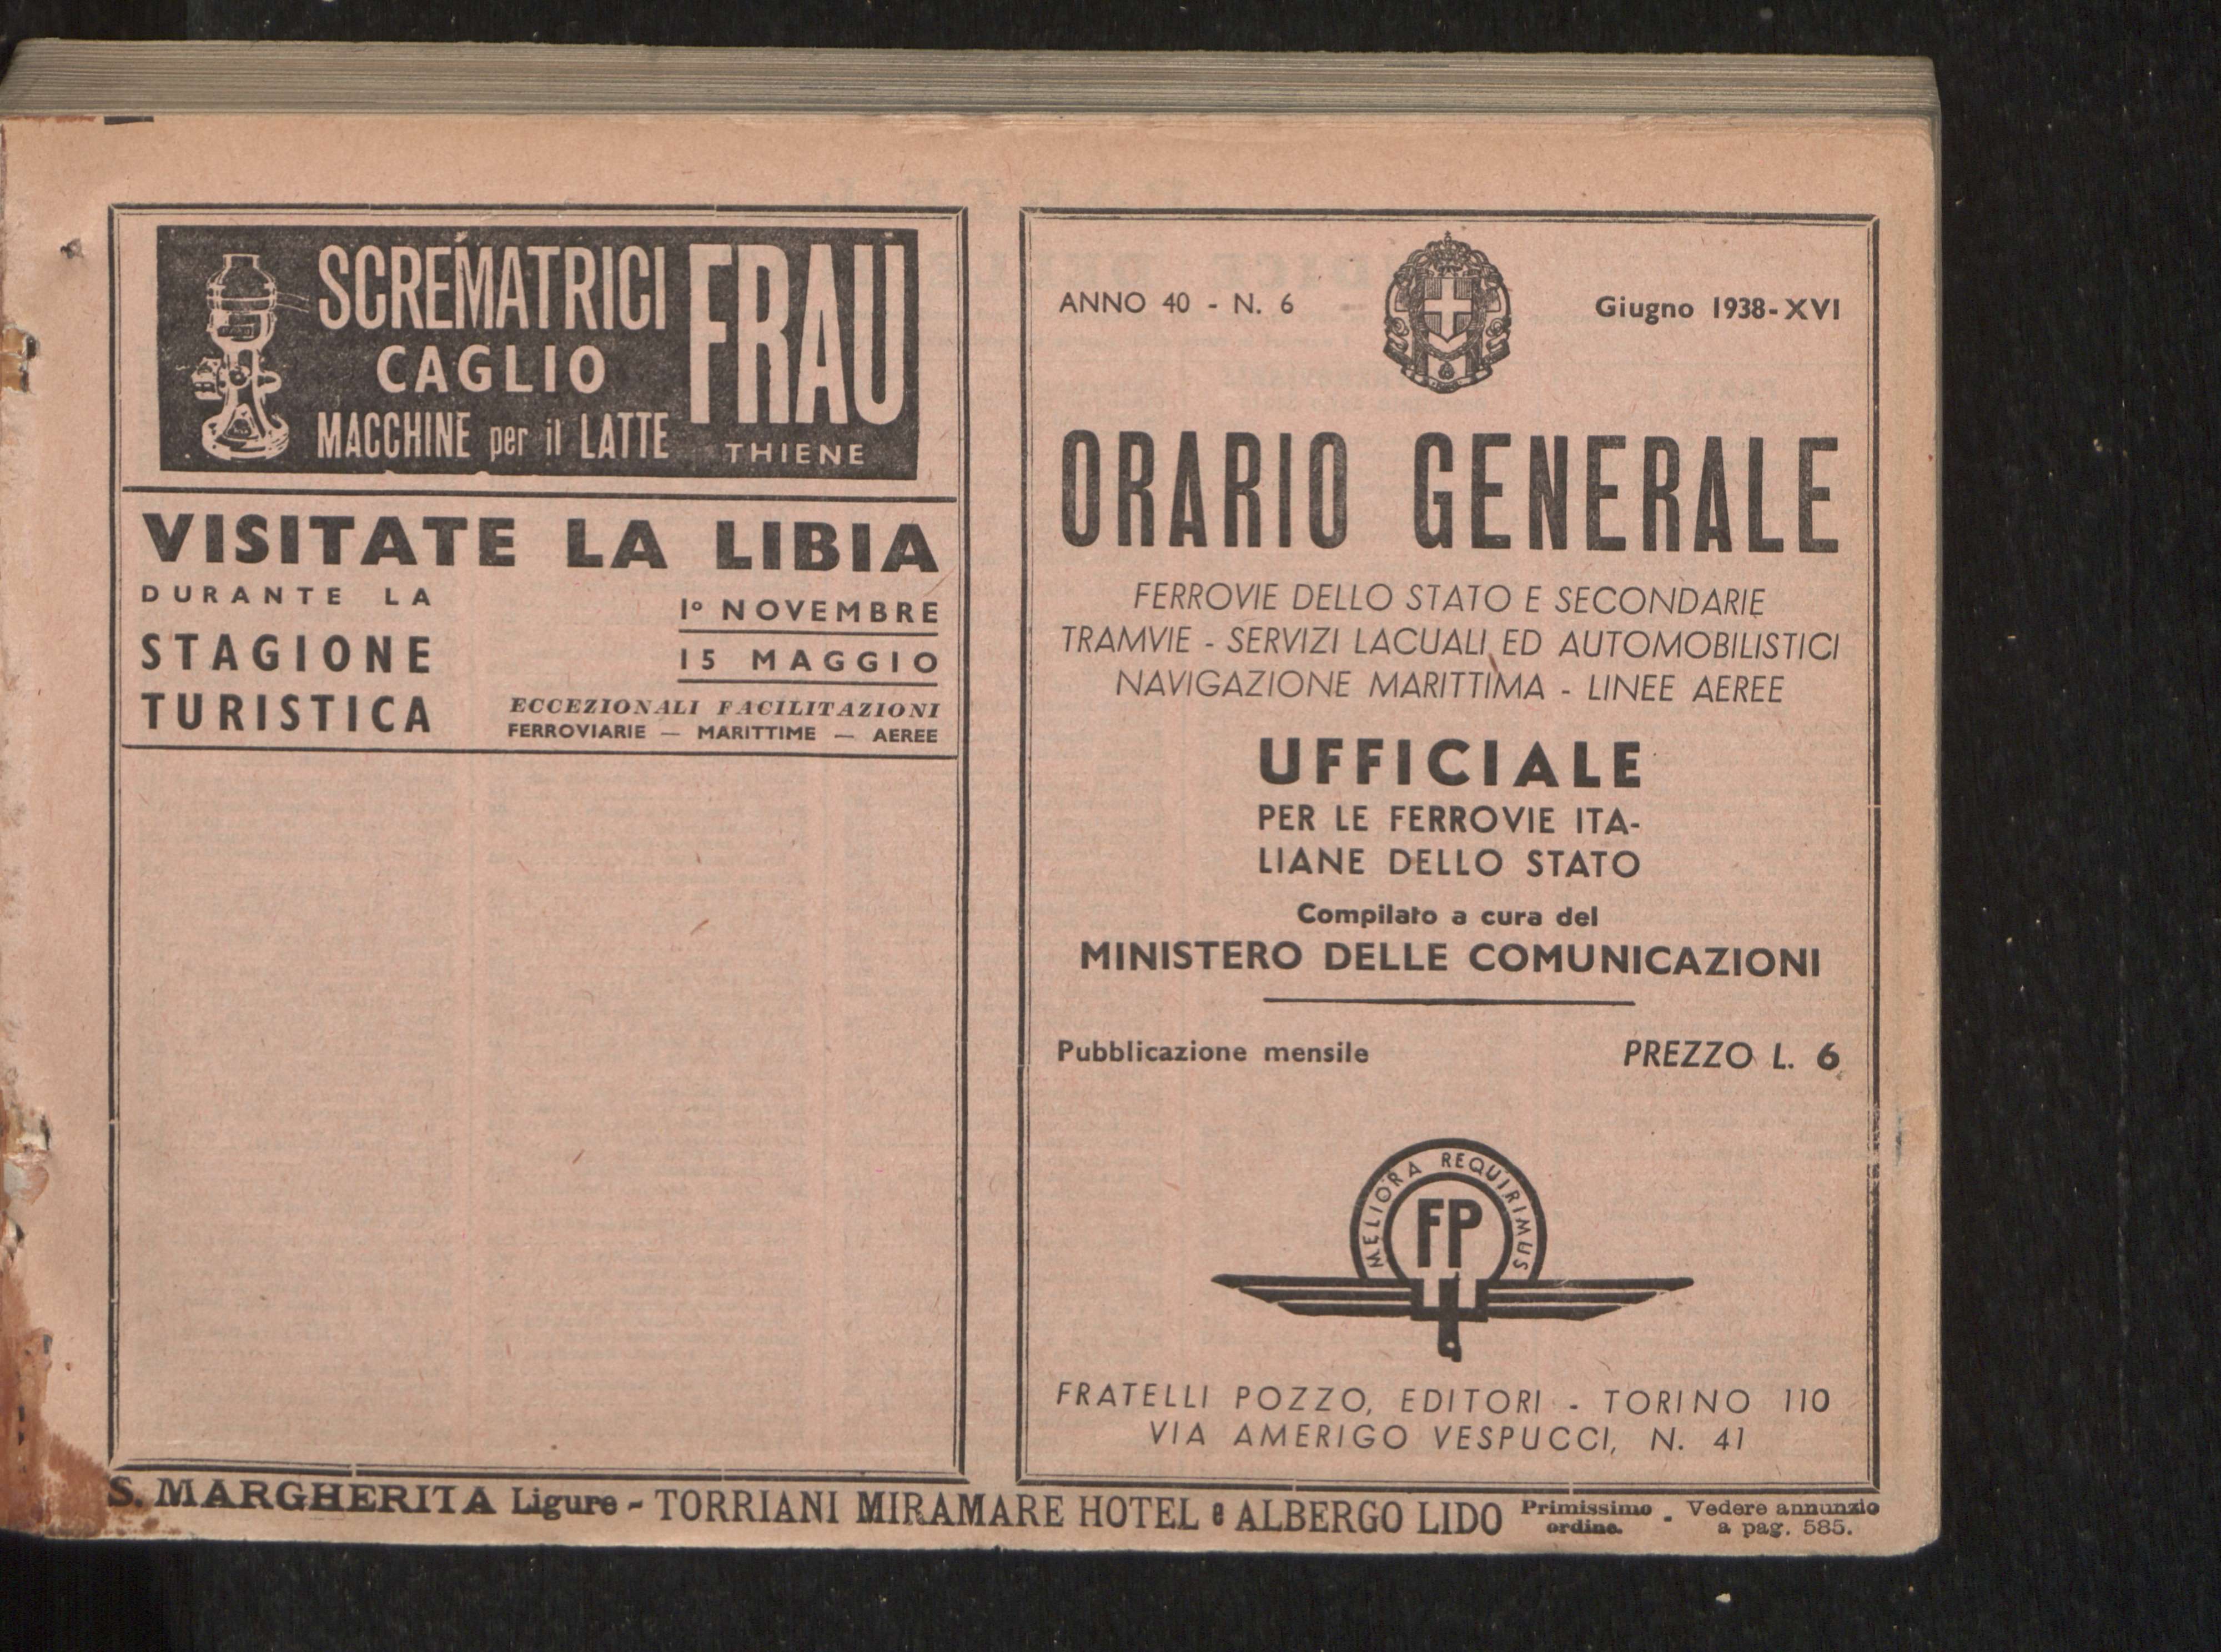 SCREMATRICI FRAU
CAGLIO
MACCHINE per il LATTE
THIENE
VISITATE LA LIBIA
DURANTE LA
STAGIONE
TURISTICA
1º NOVEMBRE
15 MAGGIO
ECCEZIONALI FACILITAZIONI
FERROVIARIE — MARITTIME — AEREE
ANNO 40 - N. 6
Giugno 1938-XVI
ORARIO GENERALE
FERROVIE DELLO STATO E SECONDARIE
TRAMVIE - SERVIZI LACUALI ED AUTOMOBILISTICI
NAVIGAZIONE MARITTIMA - LINEE AEREE
UFFICIALE
PER LE FERROVIE ITA-
LIANE DELLO STATO
Compilato a cura del
MINISTERO DELLE COMUNICAZIONI
Pubblicazione mensile
PREZZO L. 6
MELIORA REQUIRIMUS
FP
FRATELLI POZZO, EDITORI - TORINO 110
VIA AMERIGO VESPUCCI, N. 41
S. MARGHERITA Ligure - TORRIANI MIRAMARE HOTEL e ALBERGO LIDO Primissimo ordine. - Vedere annunzio a pag. 585.